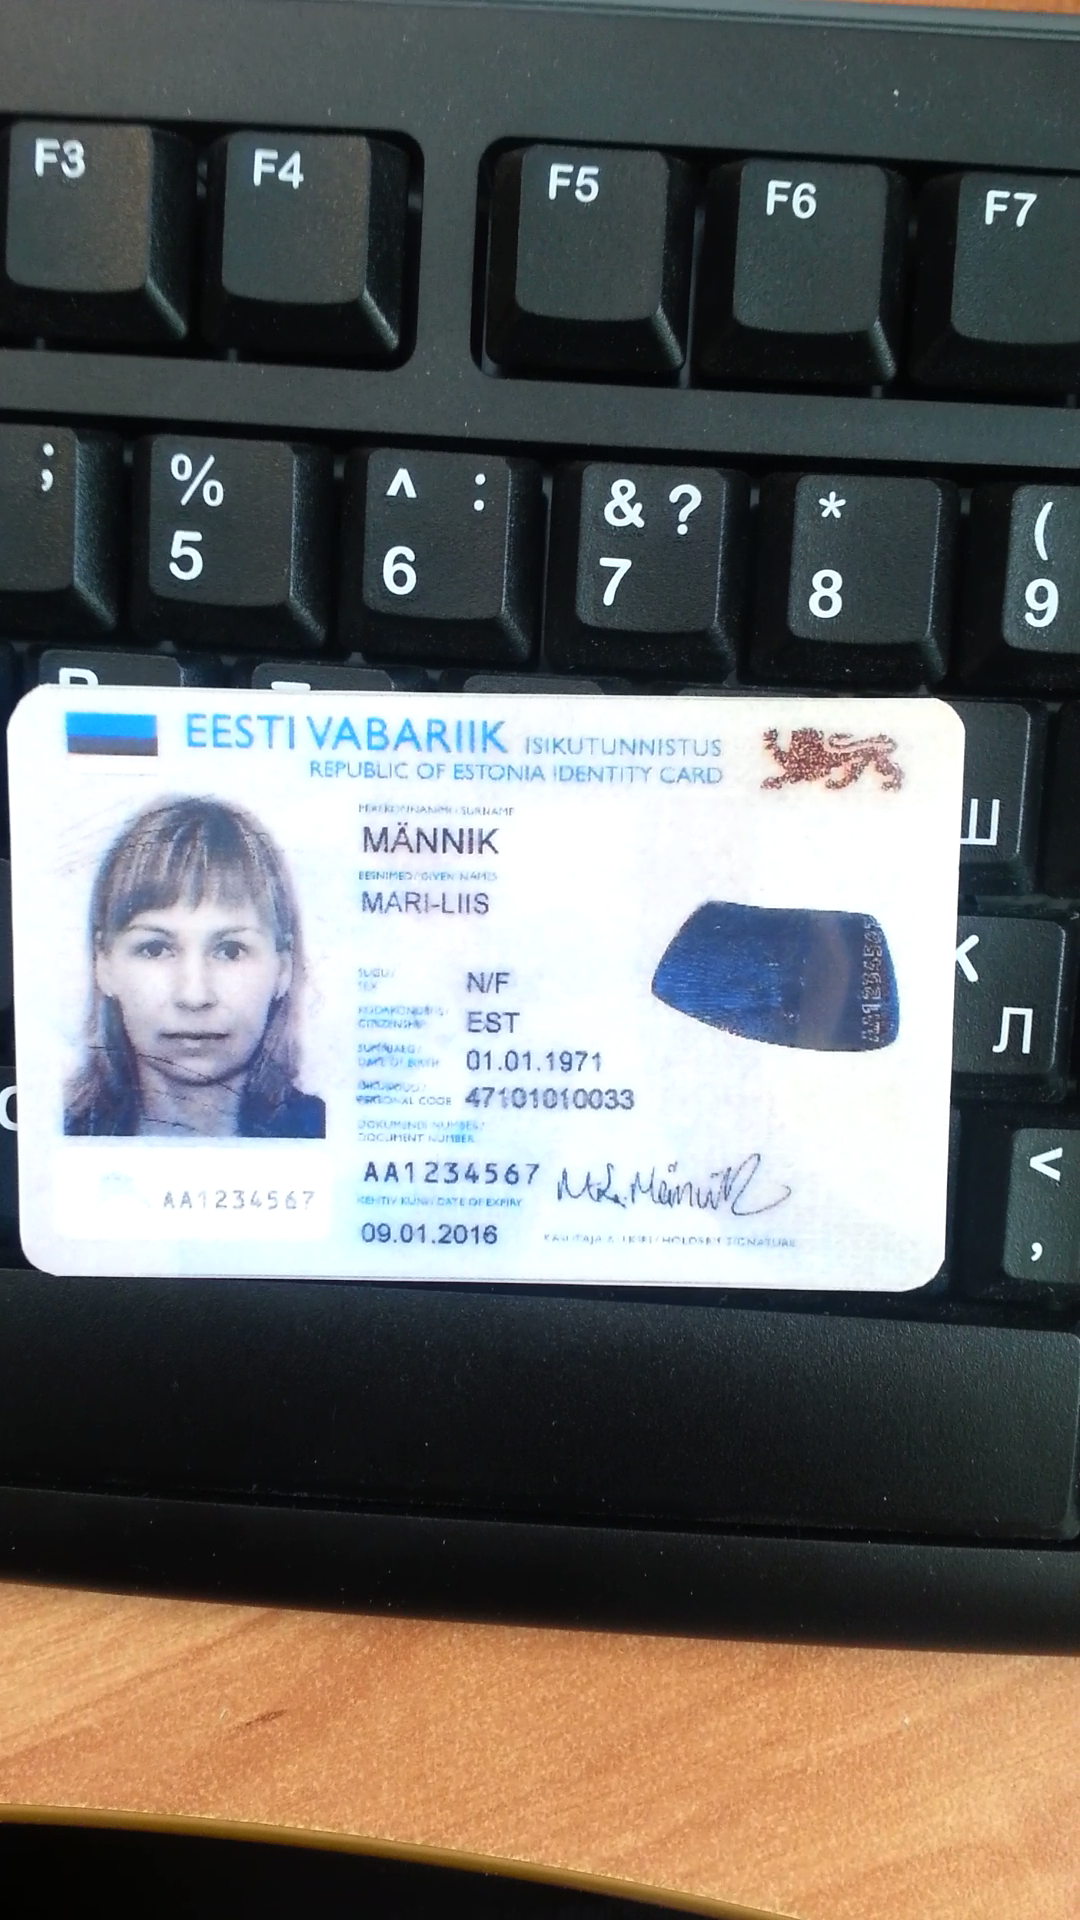 F3 F4 F5 F6 F7
; % ^ : & ? * (
5 6 7 8 9
EESTI VABARIIK ISIKUTUNNISTUS
REPUBLIC OF ESTONIA IDENTITY CARD
PEREKONNANIMI / SURNAME
MÄNNIK
EESNIMED / GIVEN NAMES
MARI-LIIS
SUGU /
SEX
N/F
KODAKONDSUS /
CITIZENSHIP
EST
SÜNNIAEG /
DATE OF BIRTH
01.01.1971
ISIKUKOOD /
PERSONAL CODE
47101010033
DOKUMENDI NUMBER /
DOCUMENT NUMBER
AA1234567
AA1234567
KEHTIV KUNI / DATE OF EXPIRY
09.01.2016
M-L. Männik
KASUTAJA ALLKIRI / HOLDER'S SIGNATURE
AA1234567
Ш
Л
<
,